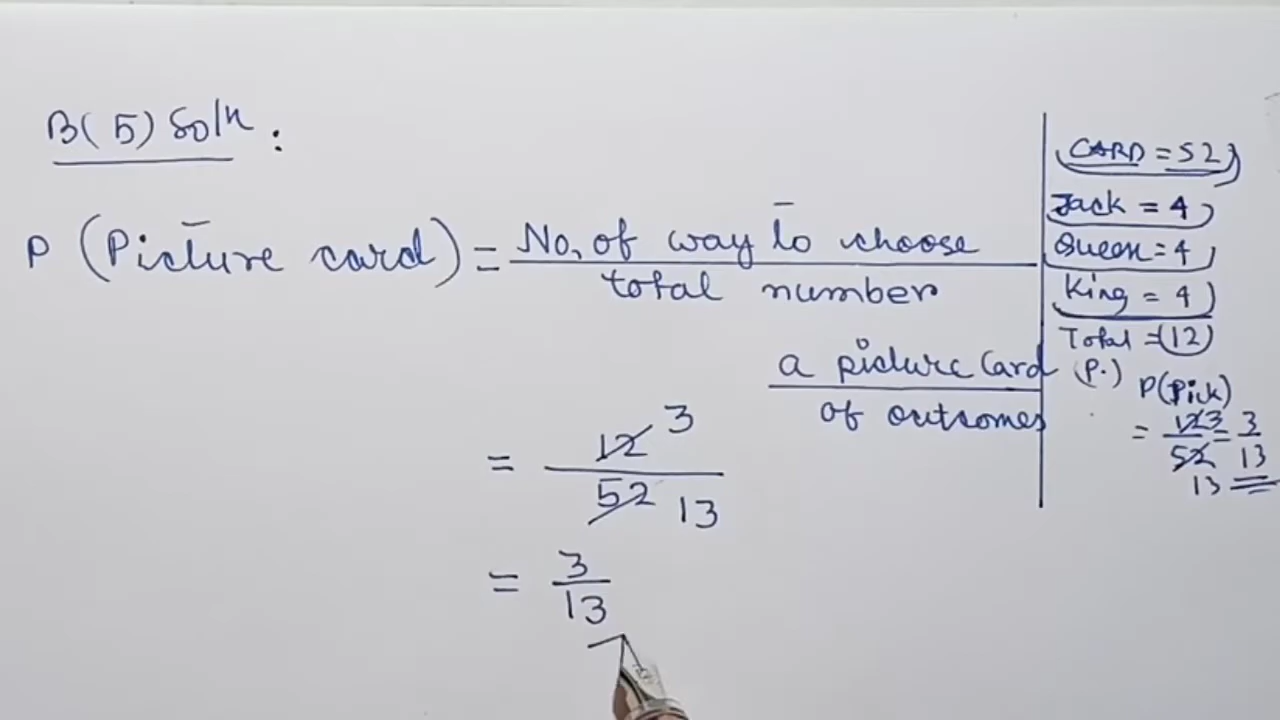 B(5) Soln :
P (Picture card) = No. of way to choose
total number
a picture Card
of outsomes
= 12 3
52 13
= 3
13
CARD = 52
Jack = 4
Queen = 4
King = 4
Total = 12
(P.) P(Pick)
= 12 3 = 3
52 13
13